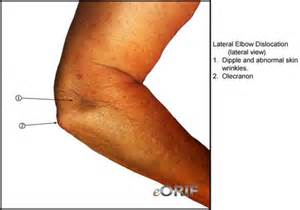 Lateral Elbow Dislocation
(lateral view)
1. Dipple and abnormal skin
wrinkles.
2. Olecranon
1
2
eORIF